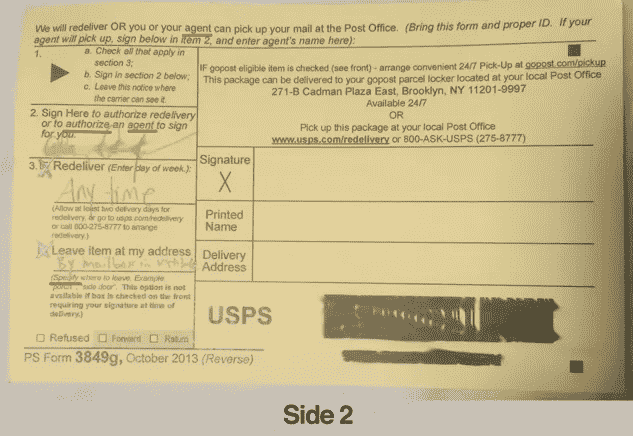 We will redeliver OR you or your agent can pick up your mail at the Post Office. (Bring this form and proper ID. If your
agent will pick up, sign below in Item 2, and enter agent's name here):
1.
a. Check all that apply in
section 3;
b. Sign in section 2 below;
c. Leave this notice where
the carrier can see it.
2. Sign Here to authorize redelivery
or to authorize an agent to sign
for you:
3. Redeliver (Enter day of week.):
Any time
(Allow at least two delivery days for
redelivery, or go to usps.com/redelivery
or call 800-275-8777 to arrange
redelivery.)
Leave item at my address
By mailbox in
(Specify where to leave. Example
"porch", "side door". This option is not
available if box is checked on the front
requiring your signature at time of
delivery.)
Refused Forward Return
PS Form 3849g, October 2013 (Reverse)
IF gopost eligible item is checked (see front) - arrange convenient 24/7 Pick-Up at gopost.com/pickup
This package can be delivered to your gopost parcel locker located at your local Post Office
271-B Cadman Plaza East, Brooklyn, NY 11201-9997
Available 24/7
OR
Pick up this package at your local Post Office
www.usps.com/redelivery or 800-ASK-USPS (275-8777)
Signature
X
Printed
Name
Delivery
Address
USPS
Side 2